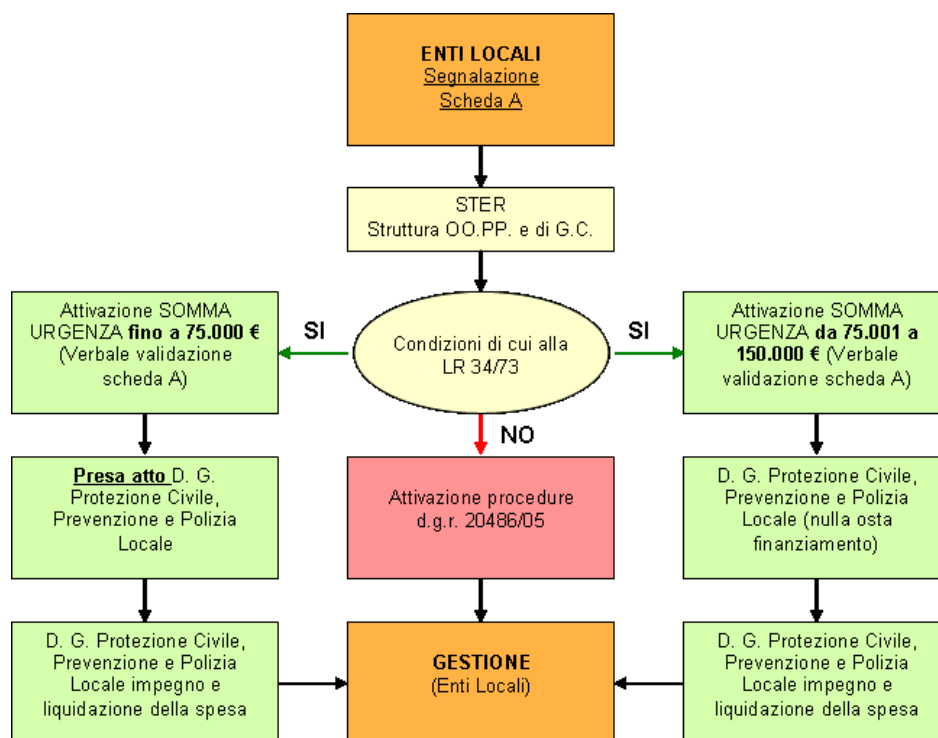 ENTI LOCALI
Segnalazione
Scheda A
STER
Struttura OO.PP. e di G.C.
Attivazione SOMMA
URGENZA fino a 75.000 €
(Verbale validazione
scheda A)
SI
Condizioni di cui alla
LR 34/73
SI
Attivazione SOMMA
URGENZA da 75.001 a
150.000 € (Verbale
validazione scheda A)
NO
Presa atto D. G.
Protezione Civile,
Prevenzione e Polizia
Locale
Attivazione procedure
d.g.r. 20486/05
D. G. Protezione Civile,
Prevenzione e Polizia
Locale (nulla osta
finanziamento)
D. G. Protezione Civile,
Prevenzione e Polizia
Locale impegno e
liquidazione della spesa
GESTIONE
(Enti Locali)
D. G. Protezione Civile,
Prevenzione e Polizia
Locale impegno e
liquidazione della spesa